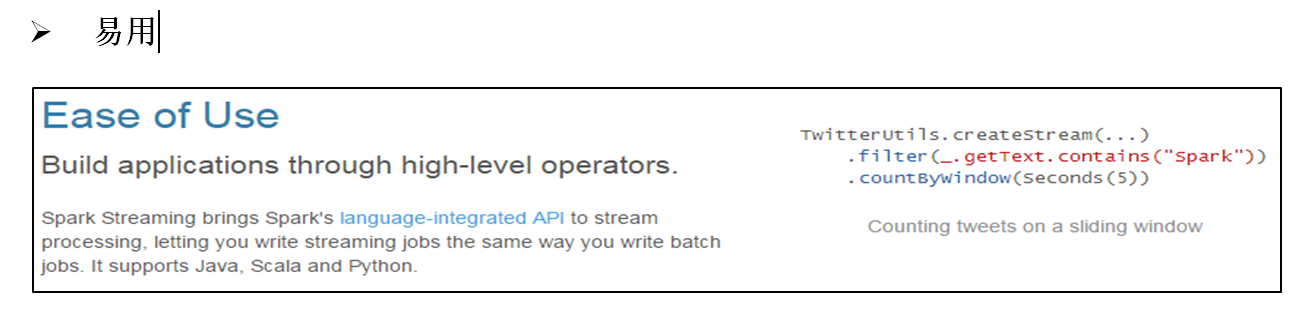 ➢ 易用
Ease of Use
Build applications through high-level operators.
Spark Streaming brings Spark's language-integrated API to stream
processing, letting you write streaming jobs the same way you write batch
jobs. It supports Java, Scala and Python.
TwitterUtils.createStream(...)
.filter(_.getText.contains("Spark"))
.countByWindow(Seconds(5))
Counting tweets on a sliding window